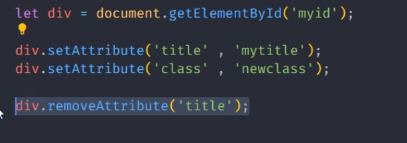 let div = document.getElementById('myid');
div.setAttribute('title' , 'mytitle');
div.setAttribute('class' , 'newclass');
div.removeAttribute('title');